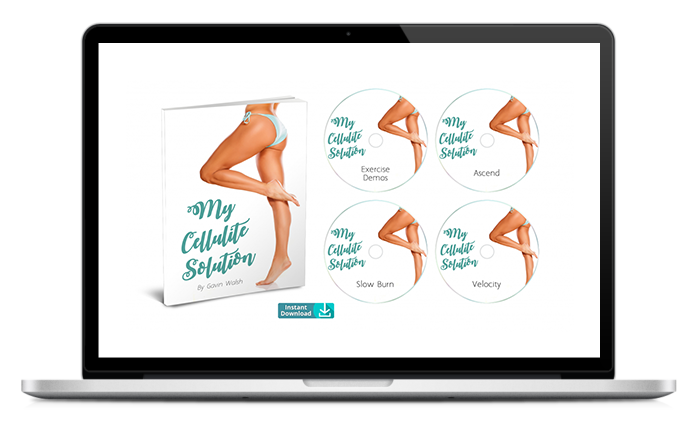 My
Cellulite
Solution
By Gavin Walsh
My
Cellulite
Solution
Exercise
Demos
My
Cellulite
Solution
Ascend
My
Cellulite
Solution
Slow Burn
My
Cellulite
Solution
Velocity
Instant
Download